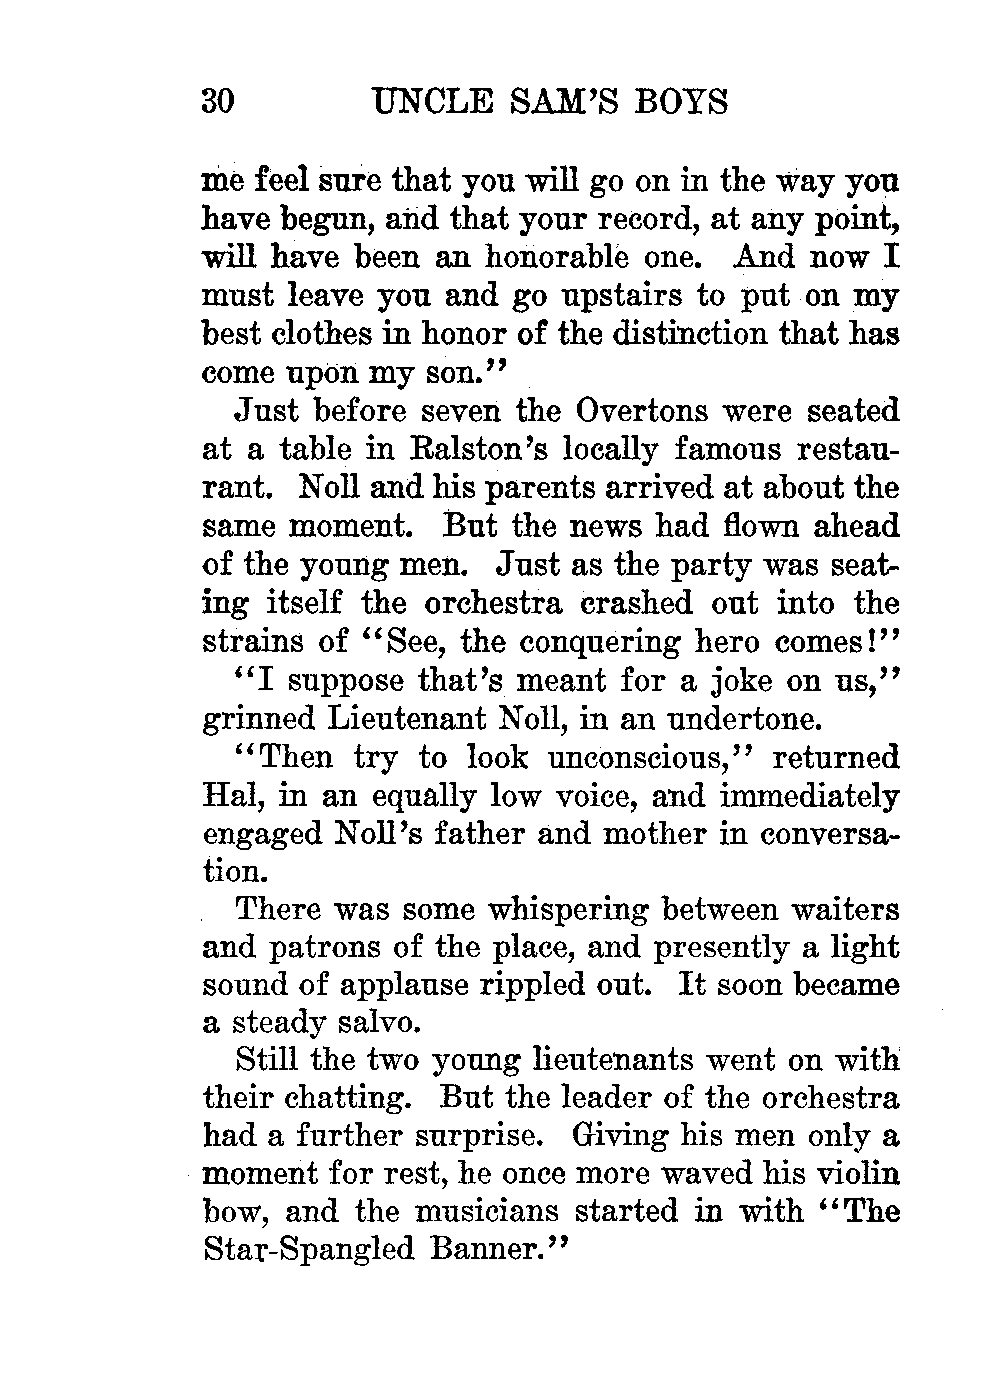 30 UNCLE SAM'S BOYS
me feel sure that you will go on in the way you
have begun, and that your record, at any point,
will have been an honorable one. And now I
must leave you and go upstairs to put on my
best clothes in honor of the distinction that has
come upon my son."
Just before seven the Overtons were seated
at a table in Ralston's locally famous restau-
rant. Noll and his parents arrived at about the
same moment. But the news had flown ahead
of the young men. Just as the party was seat-
ing itself the orchestra crashed out into the
strains of "See, the conquering hero comes!"
"I suppose that's meant for a joke on us,"
grinned Lieutenant Noll, in an undertone.
"Then try to look unconscious," returned
Hal, in an equally low voice, and immediately
engaged Noll's father and mother in conversa-
tion.
There was some whispering between waiters
and patrons of the place, and presently a light
sound of applause rippled out. It soon became
a steady salvo.
Still the two young lieutenants went on with
their chatting. But the leader of the orchestra
had a further surprise. Giving his men only a
moment for rest, he once more waved his violin
bow, and the musicians started in with "The
Star-Spangled Banner."